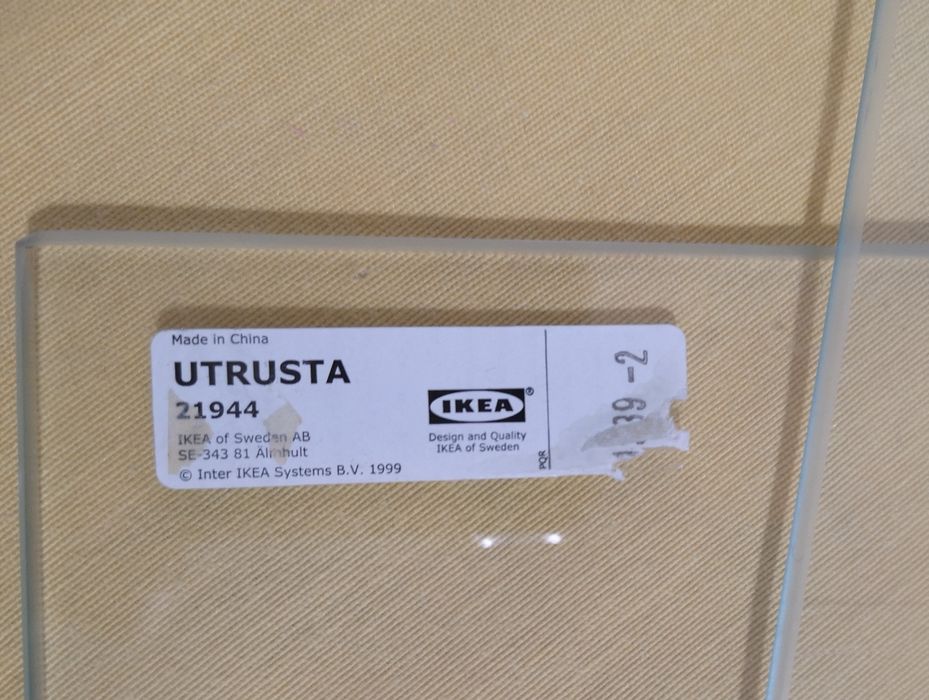 Made in China
UTRUSTA
21944
IKEA of Sweden AB
SE-343 81 Älmhult
© Inter IKEA Systems B.V. 1999
IKEA®
Design and Quality
IKEA of Sweden
PQR